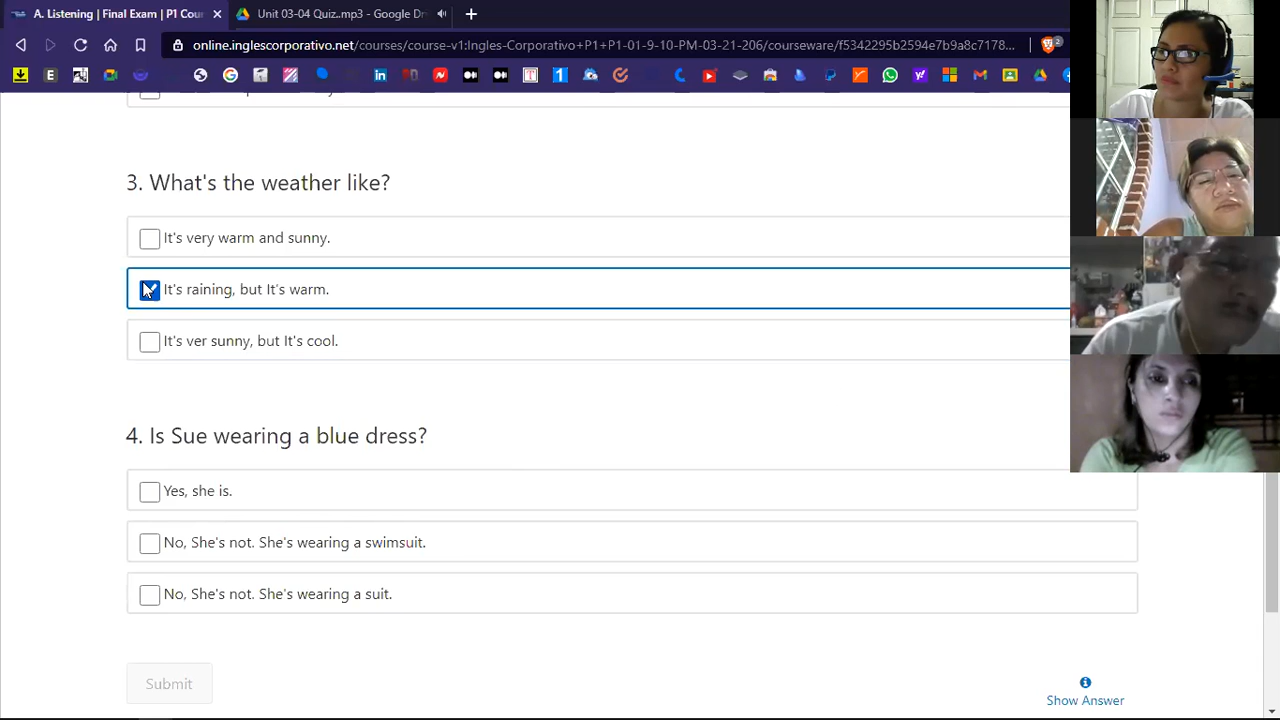 A. Listening | Final Exam | P1 Cour
Unit 03-04 Quiz..mp3 - Google Dr
online.inglescorporativo.net/courses/course-v1:Ingles-Corporativo+P1+P1-01-9-10-PM-03-21-206/courseware/f5342295b2594e7b9a8c7178...
2
3. What's the weather like?
It's very warm and sunny.
It's raining, but It's warm.
It's ver sunny, but It's cool.
4. Is Sue wearing a blue dress?
Yes, she is.
No, She's not. She's wearing a swimsuit.
No, She's not. She's wearing a suit.
Submit
Show Answer